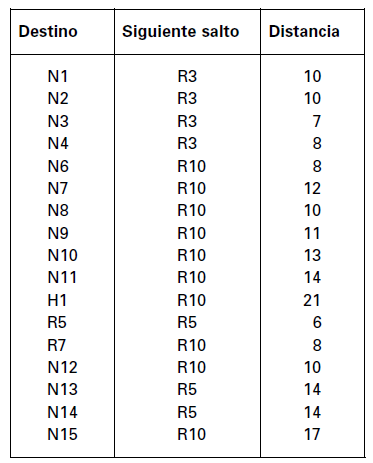 Destino Siguiente salto Distancia
N1 R3 10
N2 R3 10
N3 R3 7
N4 R3 8
N6 R10 8
N7 R10 12
N8 R10 10
N9 R10 11
N10 R10 13
N11 R10 14
H1 R10 21
R5 R5 6
R7 R10 8
N12 R10 10
N13 R5 14
N14 R5 14
N15 R10 17